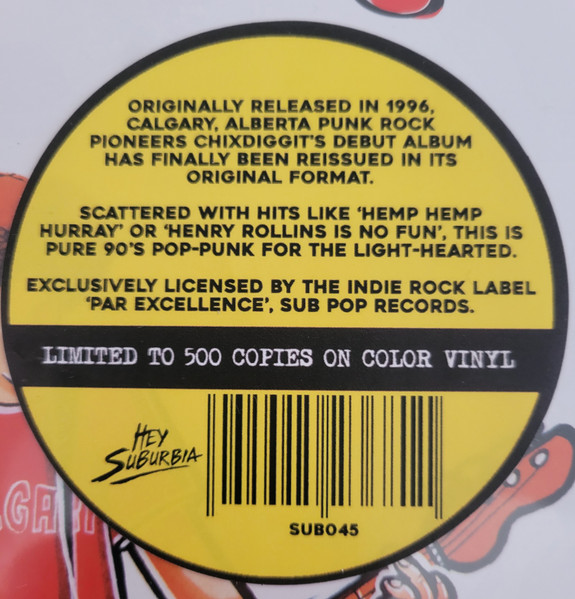 ORIGINALLY RELEASED IN 1996,
CALGARY, ALBERTA PUNK ROCK
PIONEERS CHIXDIGGIT'S DEBUT ALBUM
HAS FINALLY BEEN REISSUED IN ITS
ORIGINAL FORMAT.
SCATTERED WITH HITS LIKE 'HEMP HEMP
HURRAY' OR 'HENRY ROLLINS IS NO FUN', THIS IS
PURE 90'S POP-PUNK FOR THE LIGHT-HEARTED.
EXCLUSIVELY LICENSED BY THE INDIE ROCK LABEL
'PAR EXCELLENCE', SUB POP RECORDS.
LIMITED TO 500 COPIES ON COLOR VINYL
HEY
SUBURBIA
SUB045